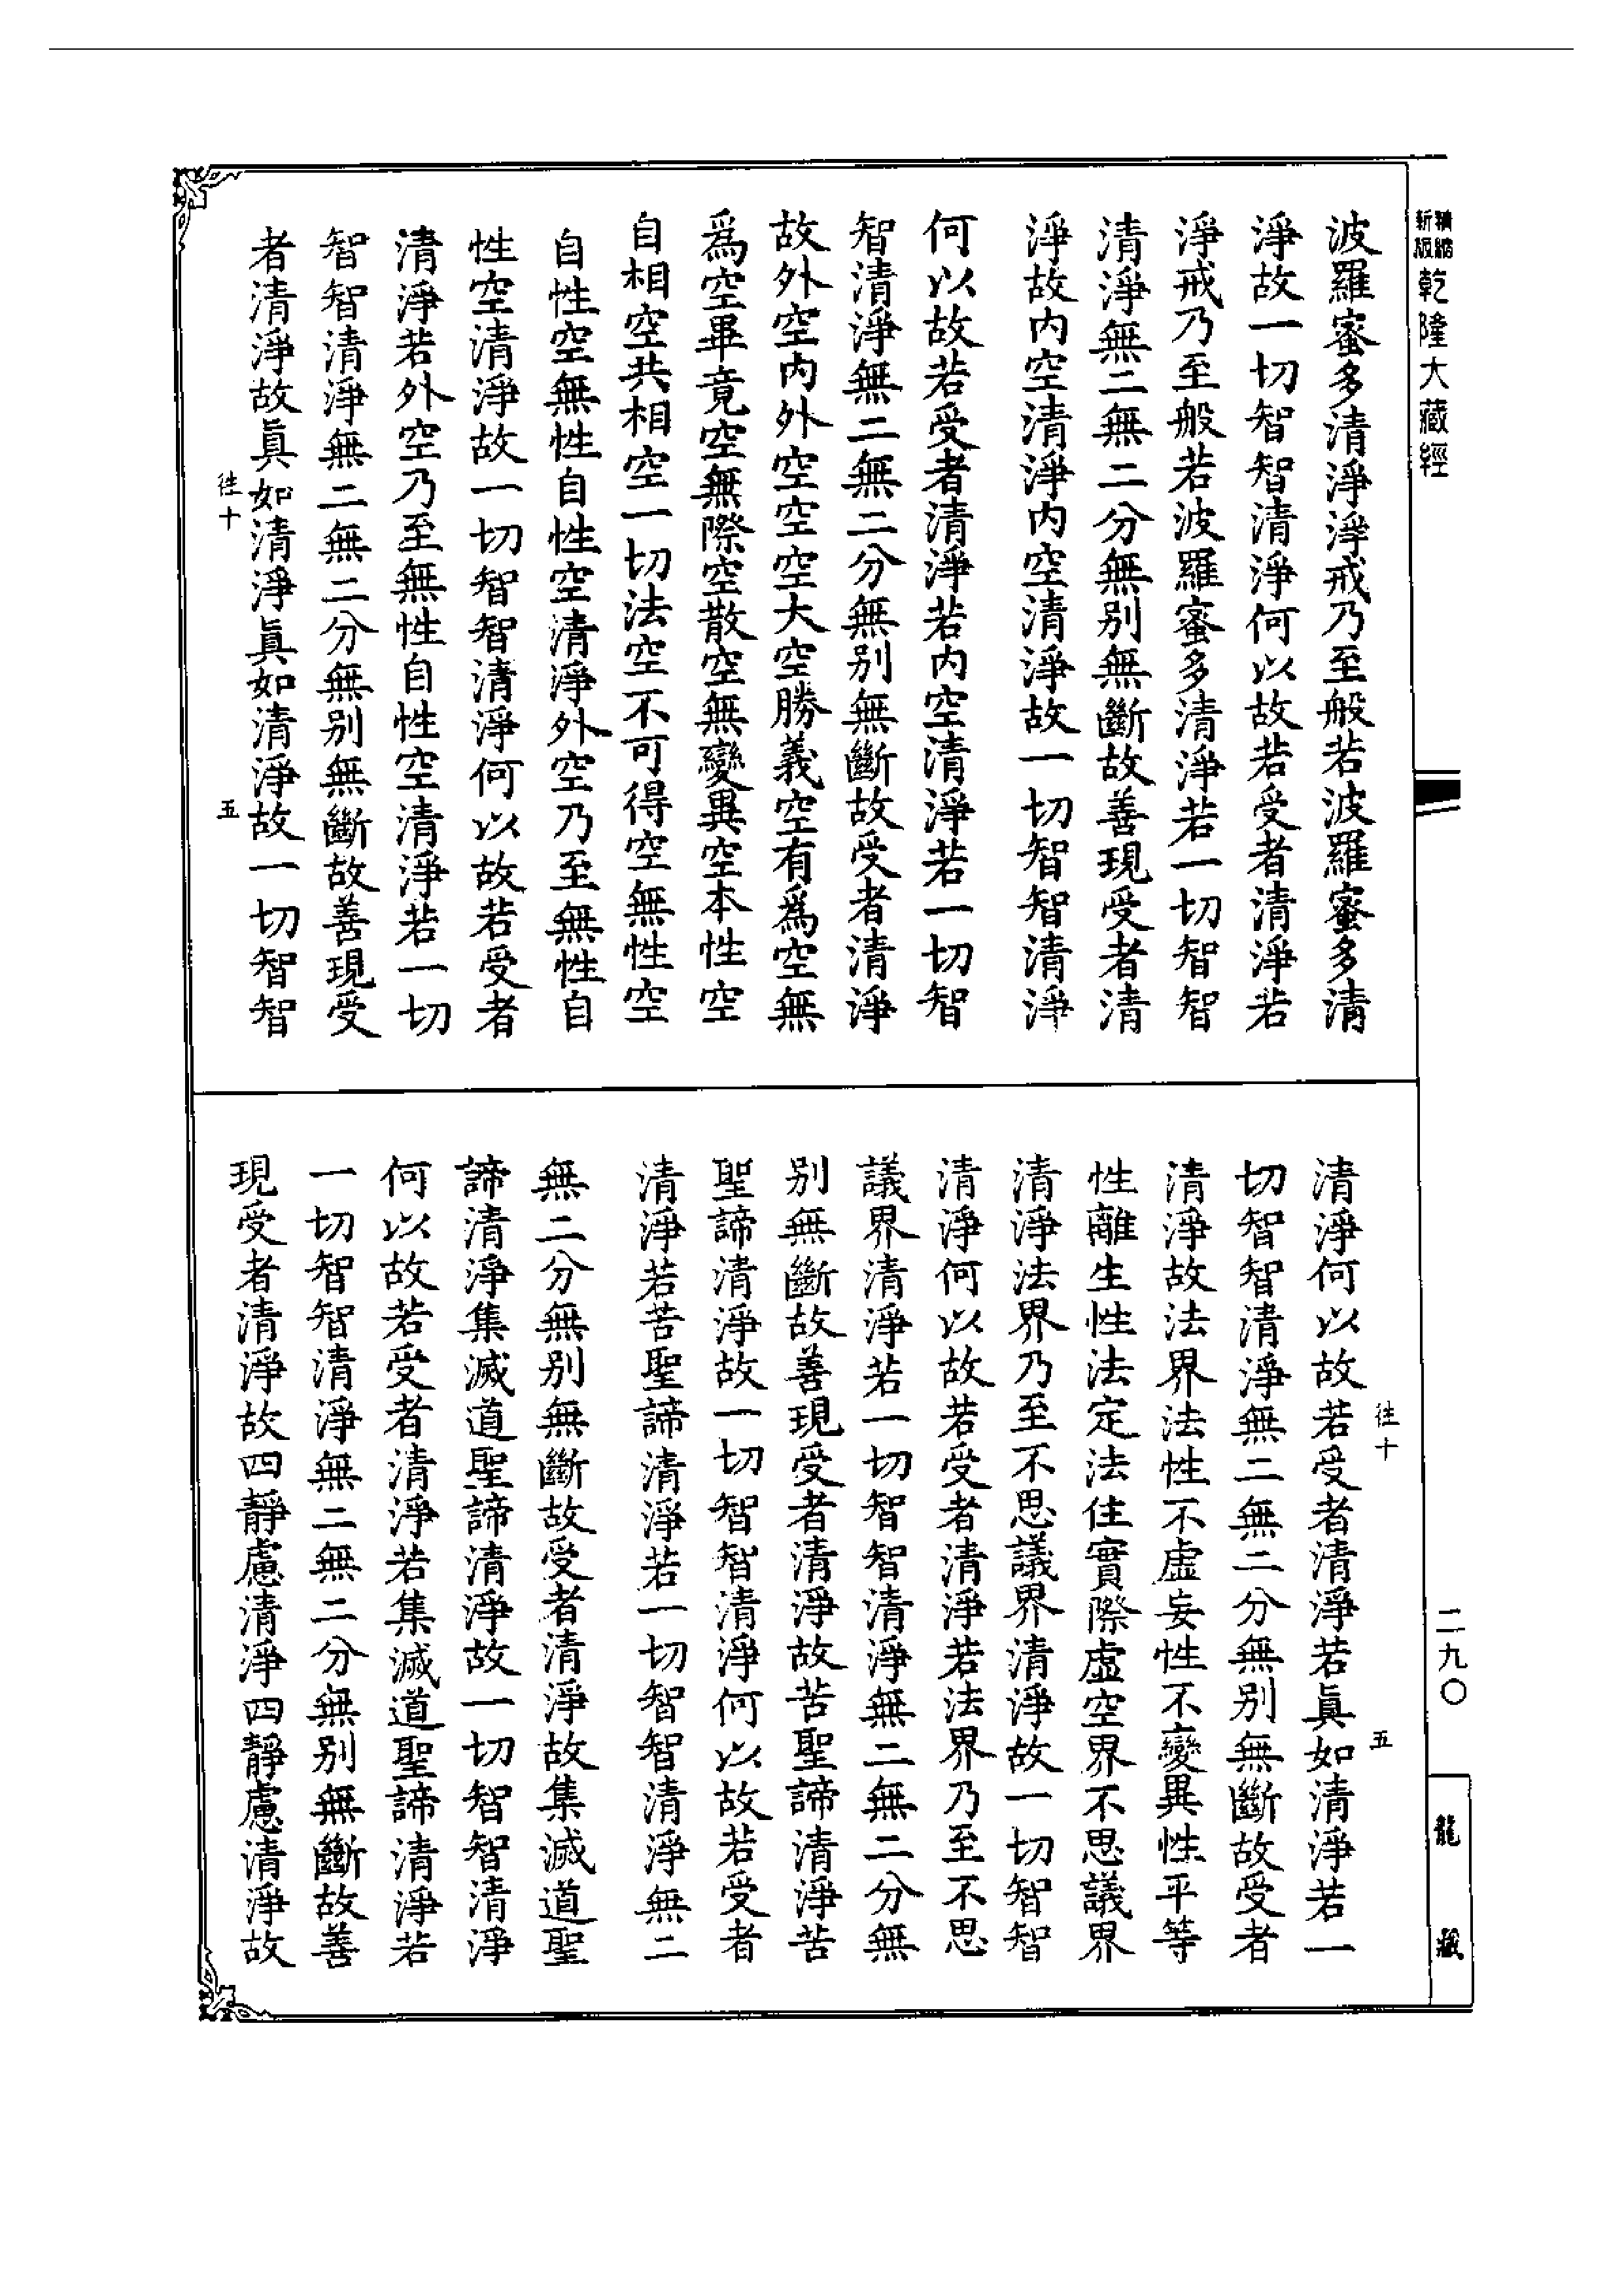 新版精縮乾隆大藏經
波羅蜜多清淨淨戒乃至般若波羅蜜多清
淨故一切智智清淨何以故若受者清淨若
淨戒乃至般若波羅蜜多清淨若一切智智
清淨無二無二分無別無斷故善現受者清
淨故內空清淨內空清淨故一切智智清淨
何以故若受者清淨若內空清淨若一切智
智清淨無二無二分無別無斷故受者清淨
故外空內外空空空大空勝義空有爲空無
爲空畢竟空無際空散空無變異空本性空
自相空共相空一切法空不可得空無性空
自性空無性自性空清淨外空乃至無性自
性空清淨故一切智智清淨何以故若受者
清淨若外空乃至無性自性空清淨若一切
智智清淨無二無二分無別無斷故善現受
者清淨故眞如清淨眞如清淨故一切智智
往十 五
往十 五
清淨何以故若受者清淨若眞如清淨若一
切智智清淨無二無二分無別無斷故受者
清淨故法界法性不虛妄性不變異性平等
性離生性法定法住實際虛空界不思議界
清淨法界乃至不思議界清淨故一切智智
清淨何以故若受者清淨若法界乃至不思
議界清淨若一切智智清淨無二無二分無
別無斷故善現受者清淨故苦聖諦清淨苦
聖諦清淨故一切智智清淨何以故若受者
清淨若苦聖諦清淨若一切智智清淨無二
無二分無別無斷故受者清淨故集滅道聖
諦清淨集滅道聖諦清淨故一切智智清淨
何以故若受者清淨若集滅道聖諦清淨若
一切智智清淨無二無二分無別無斷故善
現受者清淨故四靜慮清淨四靜慮清淨故
二九〇
龍藏